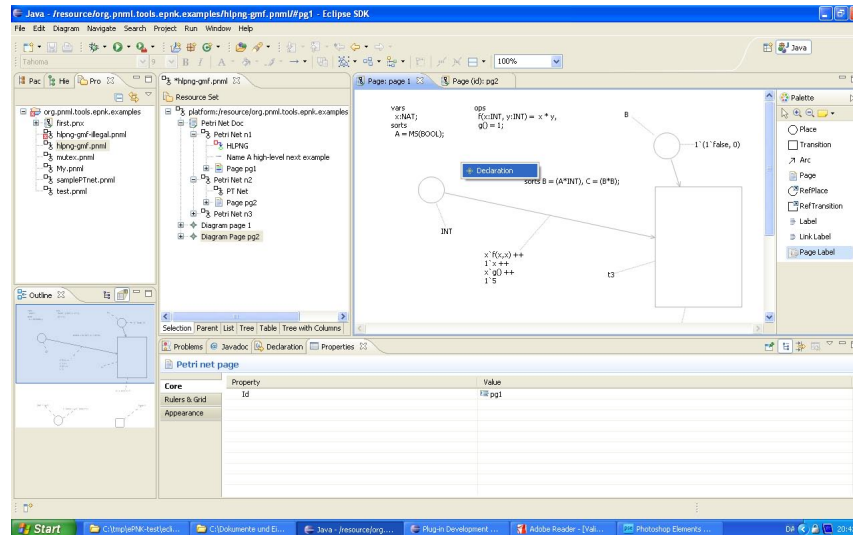 Java - /resource/org.pnml.tools.epnk.examples/hlpng-gmf.pnml/#pg1 - Eclipse SDK
File Edit Diagram Navigate Search Project Run Window Help
Java
Tahoma 9 B I A 100%
Pac Hie Pro
org.pnml.tools.epnk.examples
first.pnx
hlpng-gmf-illegal.pnml
hlpng-gmf.pnml
mutex.pnml
My.pnml
samplePTnet.pnml
test.pnml
*hlpng-gmf.pnml
Resource Set
platform:/resource/org.pnml.tools.epnk.examples
Petri Net Doc
Petri Net n1
HLPNG
Name A high-level next example
Page pg1
Petri Net n2
PT Net
Page pg2
Petri Net n3
Diagram page 1
Diagram Page pg2
Selection Parent List Tree Table Tree with Columns
Page: page 1 Page (id): pg2
vars
x:NAT;
sorts
A = MS(BOOL);
ops
f(x:INT, y:INT) = x * y,
g() = 1;
B
1`(1`false, 0)
Declaration
sorts B = (A*INT), C = (B*B);
INT
x`f(x,x) ++
1`x ++
x`g() ++
1`5
t3
Palette
Place
Transition
Arc
Page
RefPlace
RefTransition
Label
Link Label
Page Label
Outline
Problems Javadoc Declaration Properties
Petri net page
Core
Rulers & Grid
Appearance
Property Value
Id pg1
Start C:\tmp\ePNK-test\ecli... C:\Dokumente und Ei... Java - /resource/org.... Plug-in Development ... Adobe Reader - [Vali... Photoshop Elements ... DA